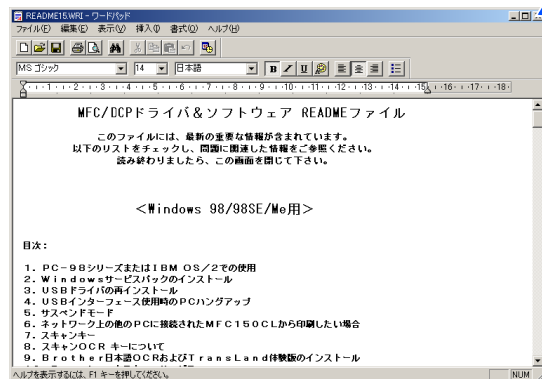 README15.WRI - ワードパッド
ファイル(F) 編集(E) 表示(V) 挿入(I) 書式(O) ヘルプ(H)
MS ゴシック 14 日本語 B I U
1 2 3 4 5 6 7 8 9 10 11 12 13 14 15 16 17 18
MFC/DCPドライバ&ソフトウェア READMEファイル
このファイルには、最新の重要な情報が含まれています。
以下のリストをチェックし、問題に関連した情報をご参照ください。
読み終わりましたら、この画面を閉じて下さい。
<Windows 98/98SE/Me用>
目次:
1. PC-98シリーズまたはIBM OS/2での使用
2. Windowsサービスパックのインストール
3. USBドライバの再インストール
4. USBインターフェース使用時のPCハングアップ
5. サスペンドモード
6. ネットワーク上の他のPCに接続されたMFC150CLから印刷したい場合
7. スキャンキー
8. スキャンOCR キーについて
9. Brother日本語OCRおよびTransLand体験版のインストール
ヘルプを表示するには、F1 キーを押してください。 NUM